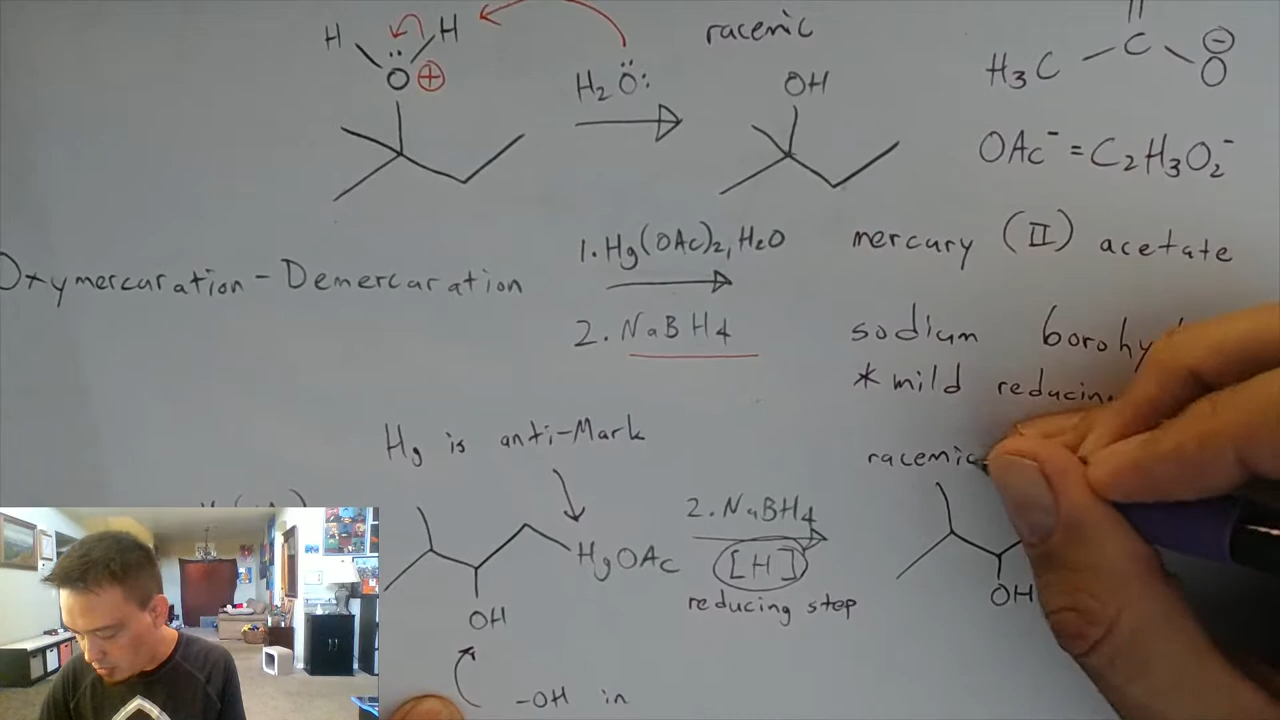 H H
O +
H2O:
racemic
OH
H3C - C - O -
OAc- = C2H3O2-
Oxymercuration - Demercuration
1. Hg(OAc)2, H2O
2. NaBH4
mercury (II) acetate
sodium
* mild
Hg is anti-Mark
HgOAc
OH
2. NaBH4
[H]
reducing step
racemic
OH
-OH in